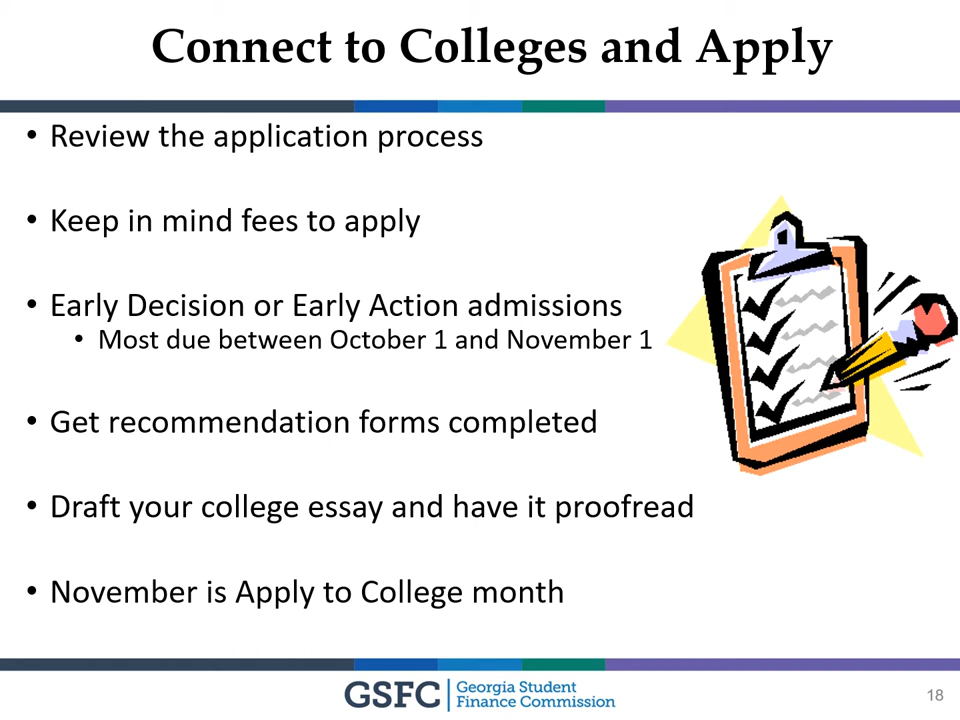 Connect to Colleges and Apply
• Review the application process
• Keep in mind fees to apply
• Early Decision or Early Action admissions
• Most due between October 1 and November 1
• Get recommendation forms completed
• Draft your college essay and have it proofread
• November is Apply to College month
GSFC
Georgia Student
Finance Commission
18